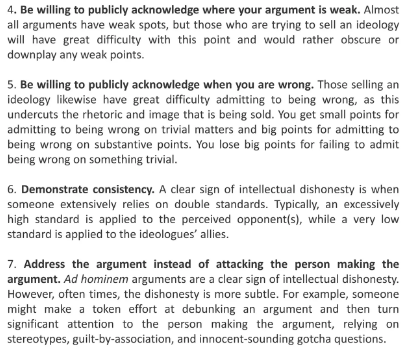 4. Be willing to publicly acknowledge where your argument is weak. Almost
all arguments have weak spots, but those who are trying to sell an ideology
will have great difficulty with this point and would rather obscure or
downplay any weak points.
5. Be willing to publicly acknowledge when you are wrong. Those selling an
ideology likewise have great difficulty admitting to being wrong, as this
undercuts the rhetoric and image that is being sold. You get small points for
admitting to being wrong on trivial matters and big points for admitting to
being wrong on substantive points. You lose big points for failing to admit
being wrong on something trivial.
6. Demonstrate consistency. A clear sign of intellectual dishonesty is when
someone extensively relies on double standards. Typically, an excessively
high standard is applied to the perceived opponent(s), while a very low
standard is applied to the ideologues' allies.
7. Address the argument instead of attacking the person making the
argument. Ad hominem arguments are a clear sign of intellectual dishonesty.
However, often times, the dishonesty is more subtle. For example, someone
might make a token effort at debunking an argument and then turn
significant attention to the person making the argument, relying on
stereotypes, guilt-by-association, and innocent-sounding gotcha questions.